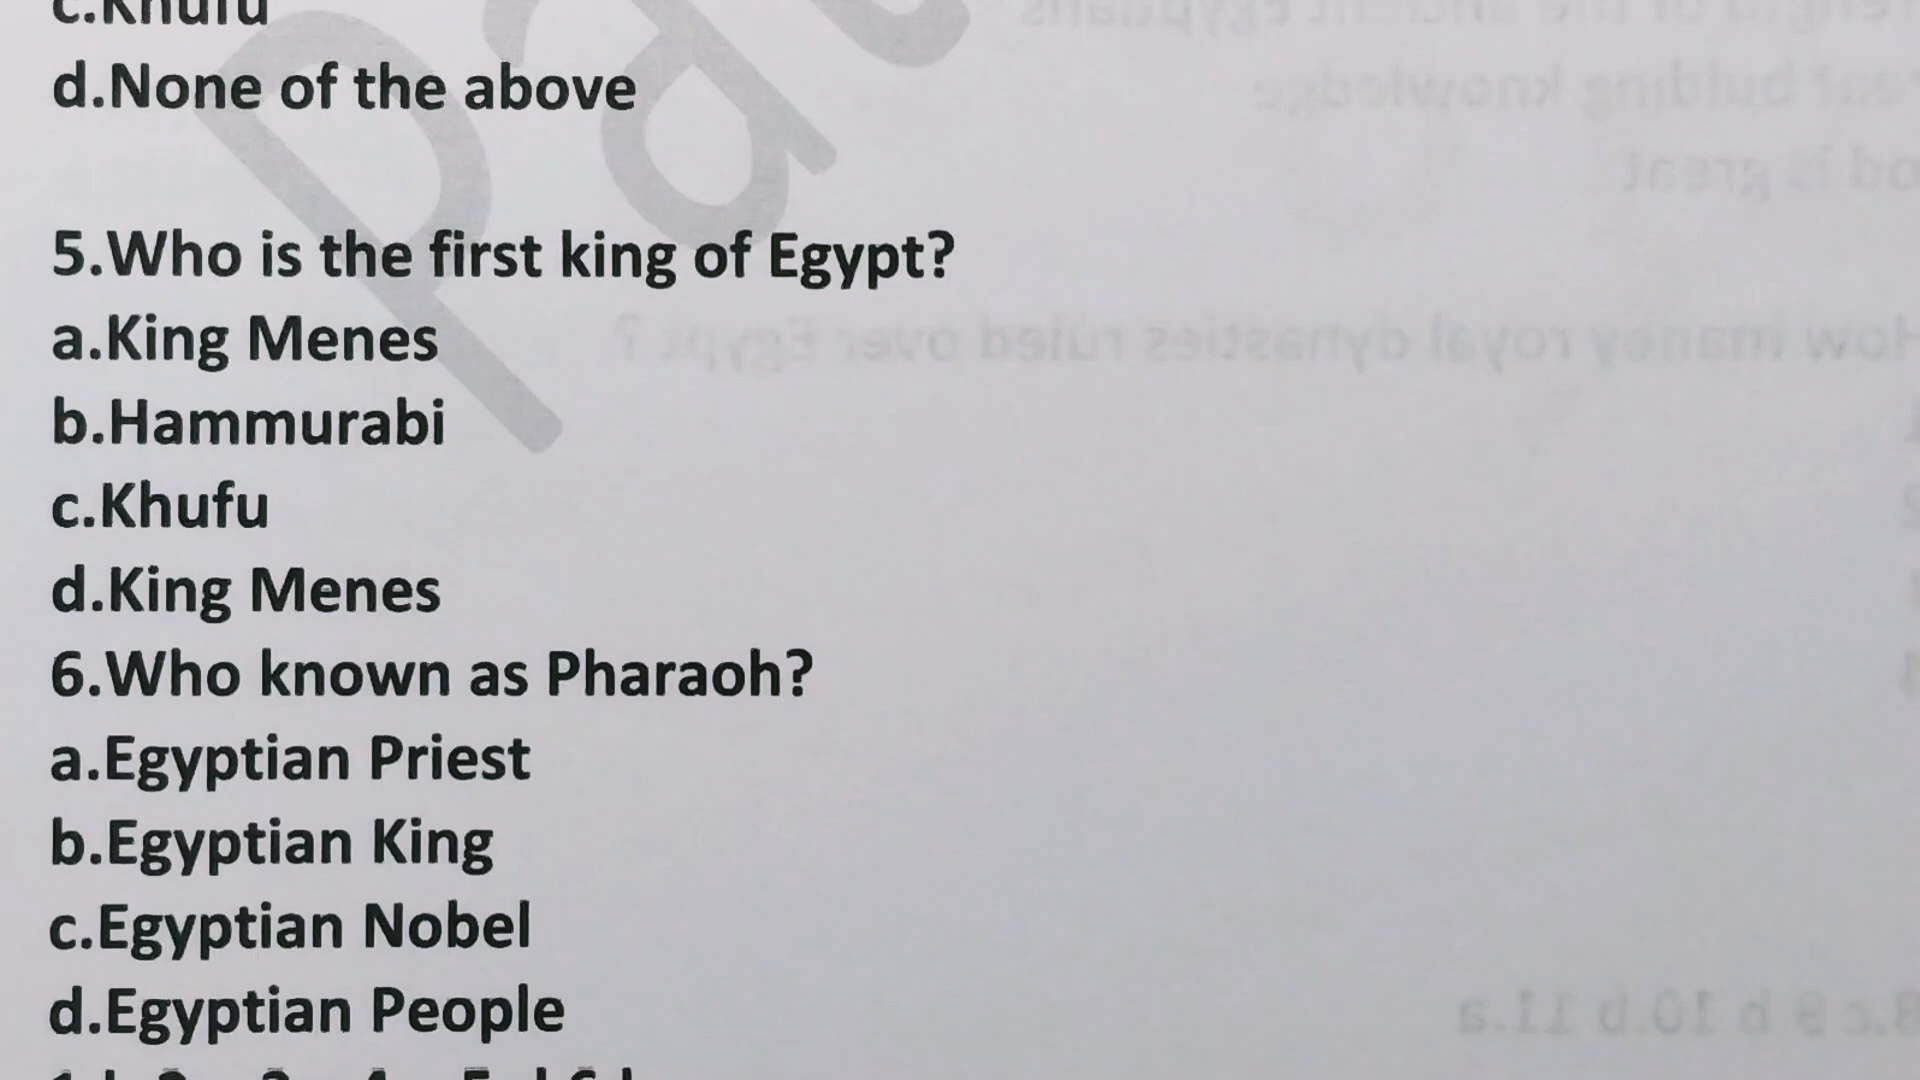 c.Khufu
d.None of the above
5.Who is the first king of Egypt?
a.King Menes
b.Hammurabi
c.Khufu
d.King Menes
6.Who known as Pharaoh?
a.Egyptian Priest
b.Egyptian King
c.Egyptian Nobel
d.Egyptian People